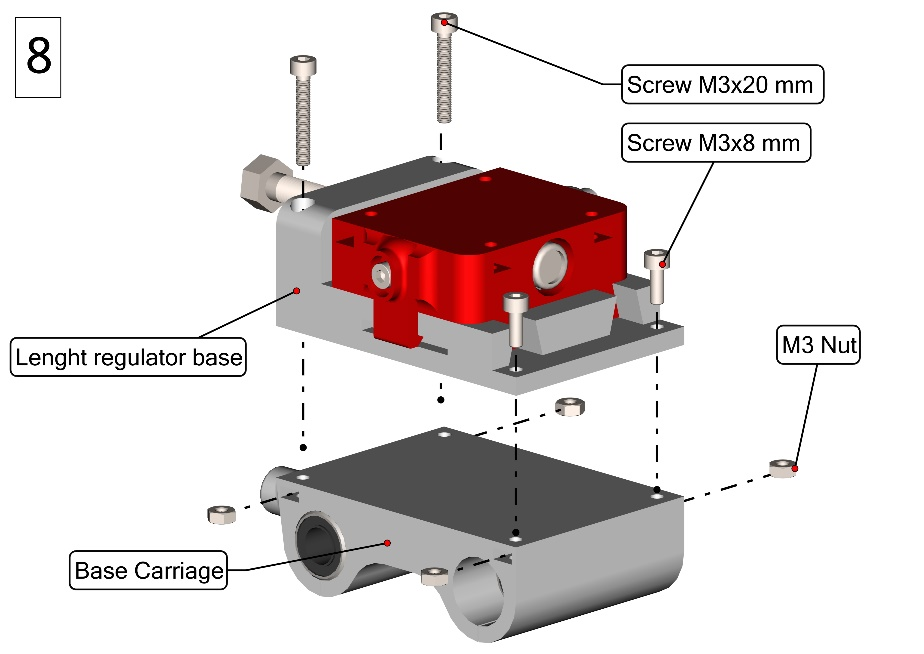 8
Screw M3x20 mm
Screw M3x8 mm
M3 Nut
Lenght regulator base
Base Carriage